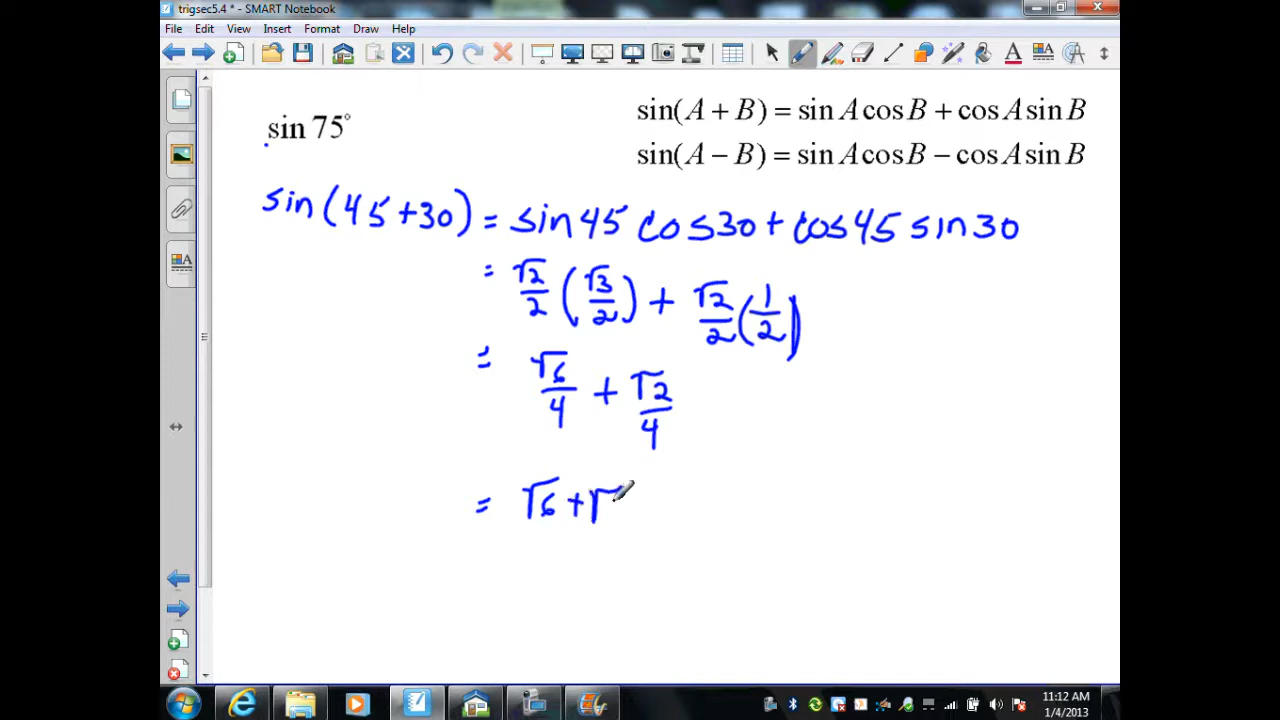 trigsec5.4 * - SMART Notebook
File Edit View Insert Format Draw Help
sin 75°
sin(A + B) = sin A cos B + cos A sin B
sin(A − B) = sin A cos B − cos A sin B
sin(45+30) = sin45 cos30 + cos45 sin30
= √2/2 (√3/2) + √2/2 (1/2)
= √6/4 + √2/4
= √6 + √
11:12 AM
1/4/2013